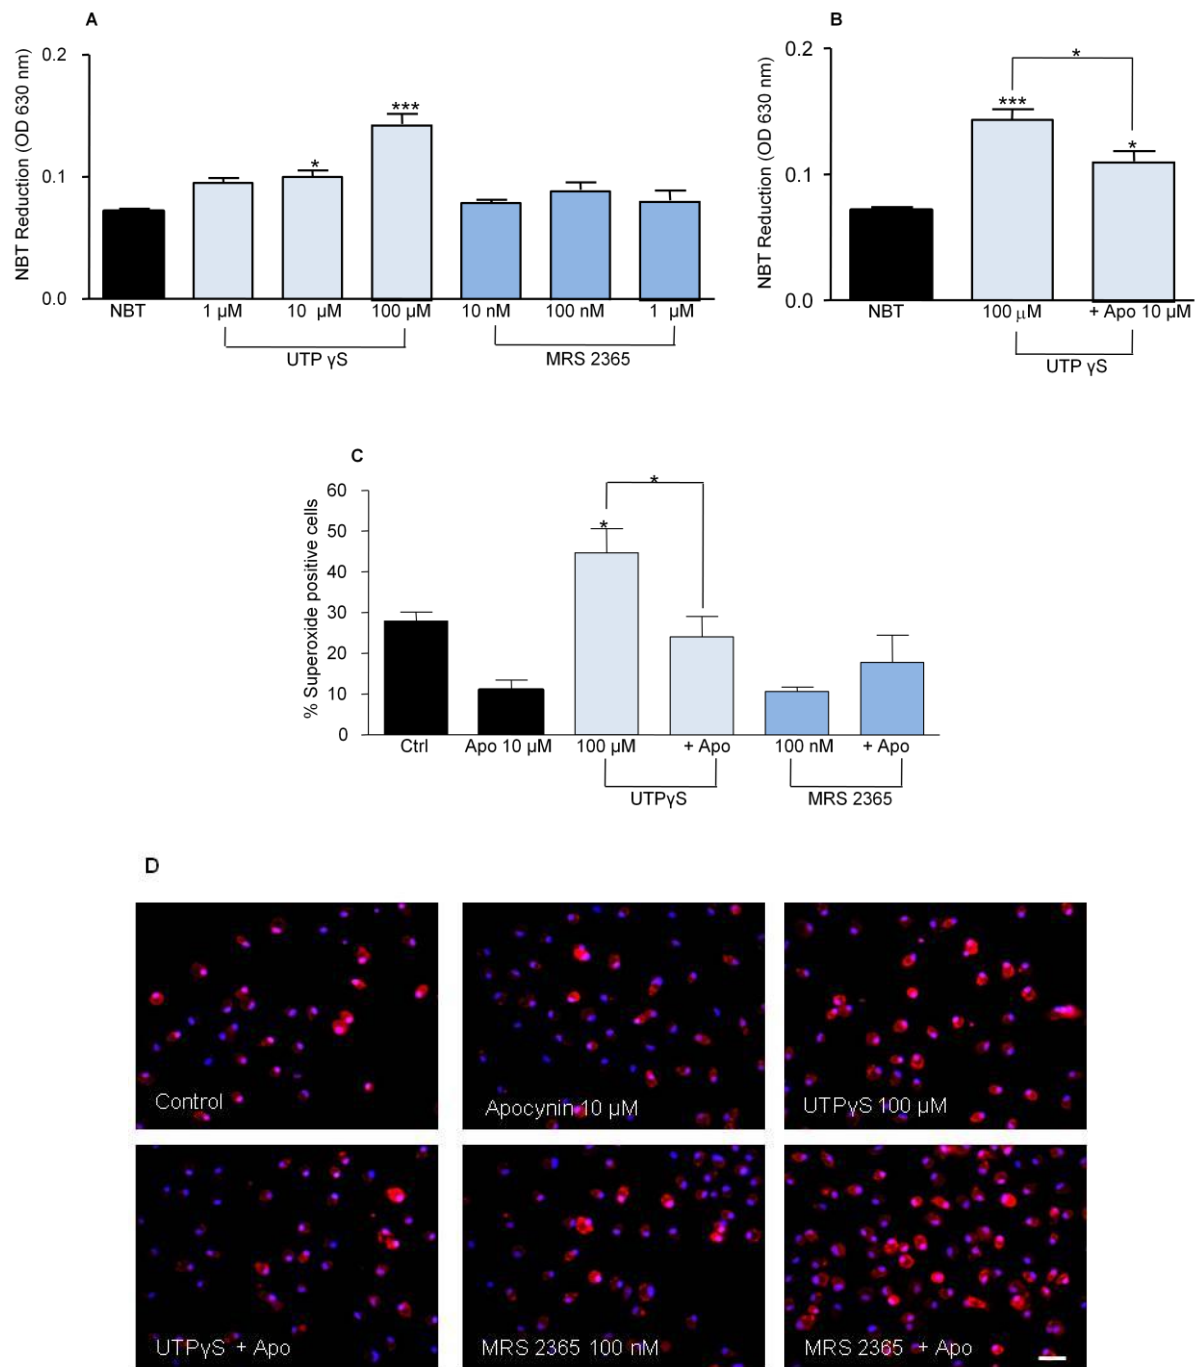 A
B
NBT Reduction (OD 630 nm)
0.2
0.1
0.0
***
*
NBT
1 µM
10 µM
100 µM
10 nM
100 nM
1 µM
UTP γS
MRS 2365
NBT Reduction (OD 630 nm)
0.2
0.1
0.0
*
***
*
NBT
100 µM
+ Apo 10 µM
UTP γS
C
% Superoxide positive cells
60
50
40
30
20
10
0
*
*
Ctrl
Apo 10 µM
100 µM
+ Apo
100 nM
+ Apo
UTPγS
MRS 2365
D
Control
Apocynin 10 µM
UTPγS 100 µM
UTPγS + Apo
MRS 2365 100 nM
MRS 2365 + Apo